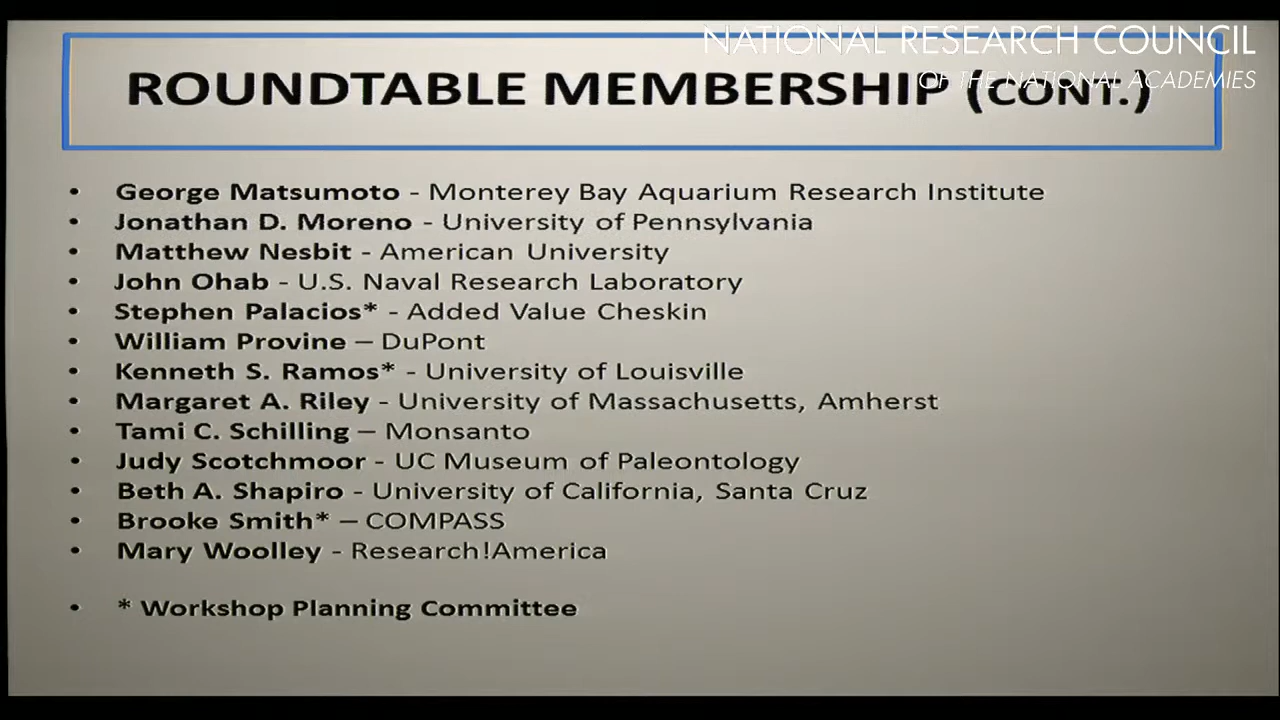 NATIONAL RESEARCH COUNCIL
OF THE NATIONAL ACADEMIES
ROUNDTABLE MEMBERSHIP (CONT.)
• George Matsumoto - Monterey Bay Aquarium Research Institute
• Jonathan D. Moreno - University of Pennsylvania
• Matthew Nesbit - American University
• John Ohab - U.S. Naval Research Laboratory
• Stephen Palacios* - Added Value Cheskin
• William Provine – DuPont
• Kenneth S. Ramos* - University of Louisville
• Margaret A. Riley - University of Massachusetts, Amherst
• Tami C. Schilling – Monsanto
• Judy Scotchmoor - UC Museum of Paleontology
• Beth A. Shapiro - University of California, Santa Cruz
• Brooke Smith* – COMPASS
• Mary Woolley - Research!America
• * Workshop Planning Committee